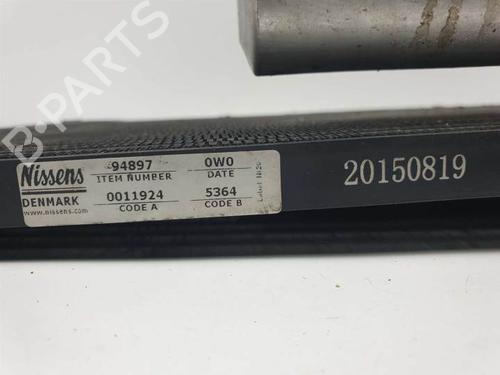 Nissens
DENMARK
www.nissens.com
94897
ITEM NUMBER
0011924
CODE A
0W0
DATE
5364
CODE B
20150819
B-PARTS